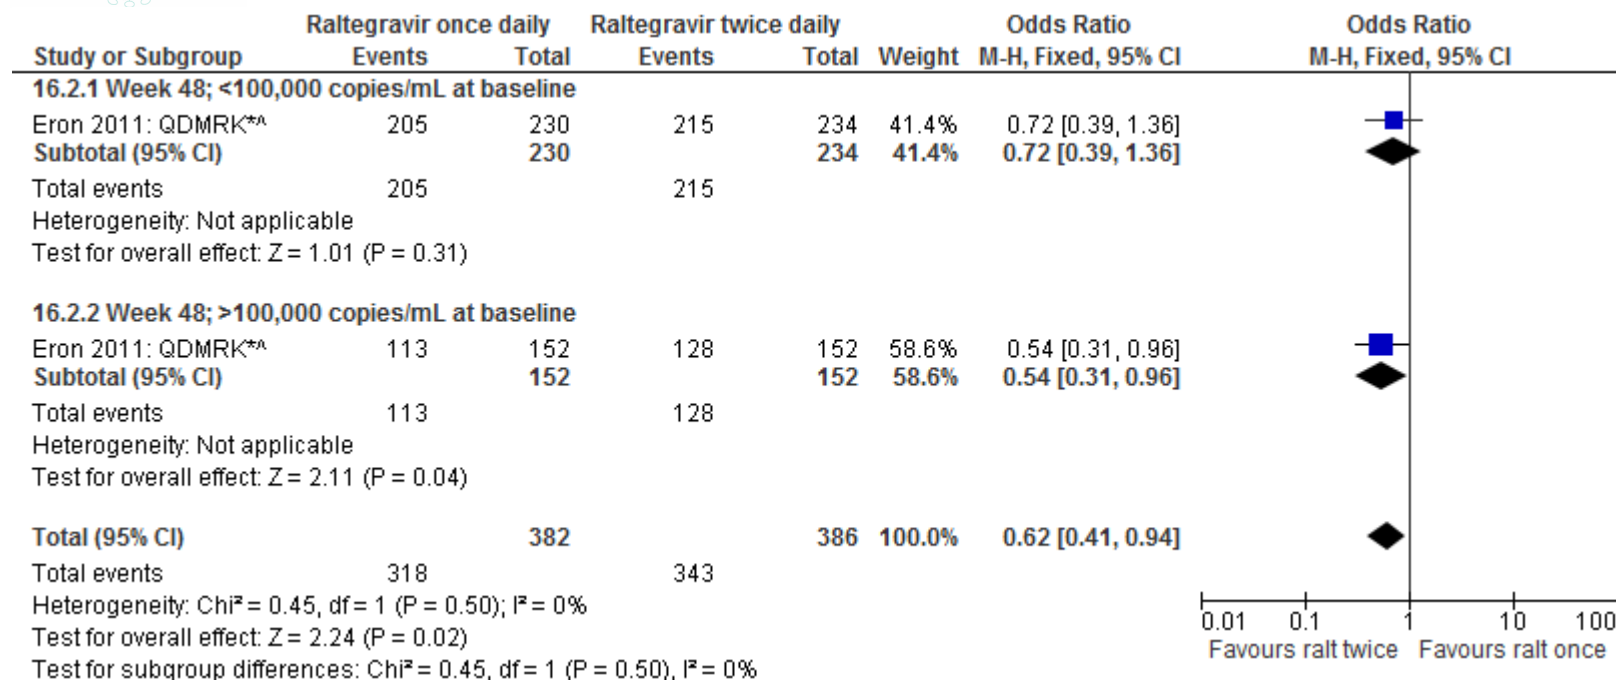 Raltegravir once daily Raltegravir twice daily Odds Ratio Odds Ratio
Study or Subgroup Events Total Events Total Weight M-H, Fixed, 95% CI M-H, Fixed, 95% CI
16.2.1 Week 48; <100,000 copies/mL at baseline
Eron 2011: QDMRK*^ 205 230 215 234 41.4% 0.72 [0.39, 1.36]
Subtotal (95% CI) 230 234 41.4% 0.72 [0.39, 1.36]
Total events 205 215
Heterogeneity: Not applicable
Test for overall effect: Z = 1.01 (P = 0.31)
16.2.2 Week 48; >100,000 copies/mL at baseline
Eron 2011: QDMRK*^ 113 152 128 152 58.6% 0.54 [0.31, 0.96]
Subtotal (95% CI) 152 152 58.6% 0.54 [0.31, 0.96]
Total events 113 128
Heterogeneity: Not applicable
Test for overall effect: Z = 2.11 (P = 0.04)
Total (95% CI) 382 386 100.0% 0.62 [0.41, 0.94]
Total events 318 343
Heterogeneity: Chi² = 0.45, df = 1 (P = 0.50); I² = 0%
Test for overall effect: Z = 2.24 (P = 0.02)
Test for subgroup differences: Chi² = 0.45, df = 1 (P = 0.50), I² = 0%
0.01 0.1 1 10 100
Favours ralt twice Favours ralt once